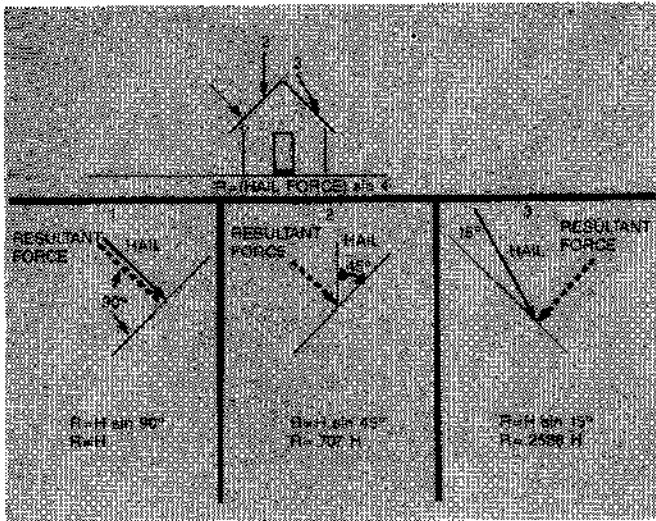 2
3
R=(HAIL FORCE) sin
1
2
3
RESULTANT
FORCE
HAIL
90°
RESULTANT
FORCE
HAIL
45°
15°
HAIL
RESULTANT
FORCE
R=H sin 90°
R=H
R=H sin 45°
R=.707 H
R=H sin 15°
R=.2588 H